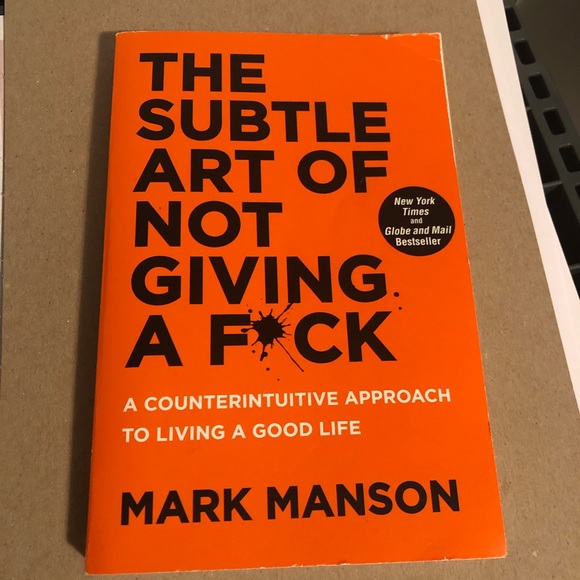 THE
SUBTLE
ART OF
NOT
GIVING
A F*CK
New York
Times
and
Globe and Mail
Bestseller
A COUNTERINTUITIVE APPROACH
TO LIVING A GOOD LIFE
MARK MANSON